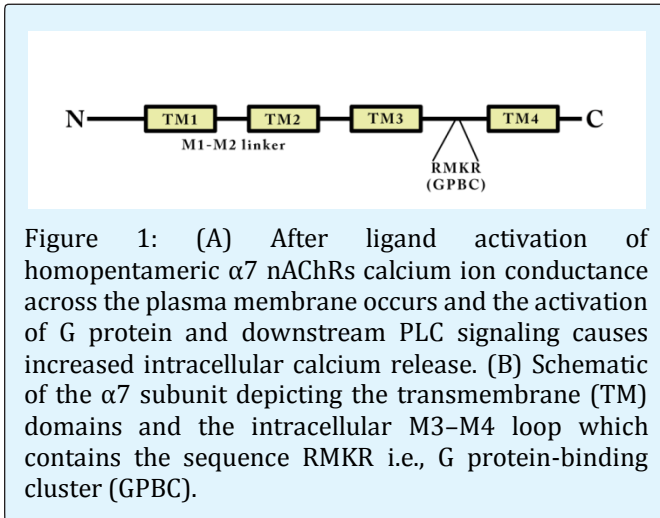 N TM1 TM2 TM3 TM4 C
M1-M2 linker
RMKR
(GPBC)
Figure 1: (A) After ligand activation of
homopentameric α7 nAChRs calcium ion conductance
across the plasma membrane occurs and the activation
of G protein and downstream PLC signaling causes
increased intracellular calcium release. (B) Schematic
of the α7 subunit depicting the transmembrane (TM)
domains and the intracellular M3–M4 loop which
contains the sequence RMKR i.e., G protein-binding
cluster (GPBC).